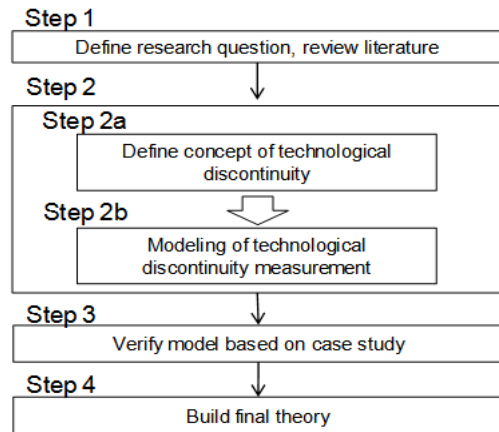 Step 1
Define research question, review literature
Step 2
Step 2a
Define concept of technological
discontinuity
Step 2b
Modeling of technological
discontinuity measurement
Step 3
Verify model based on case study
Step 4
Build final theory